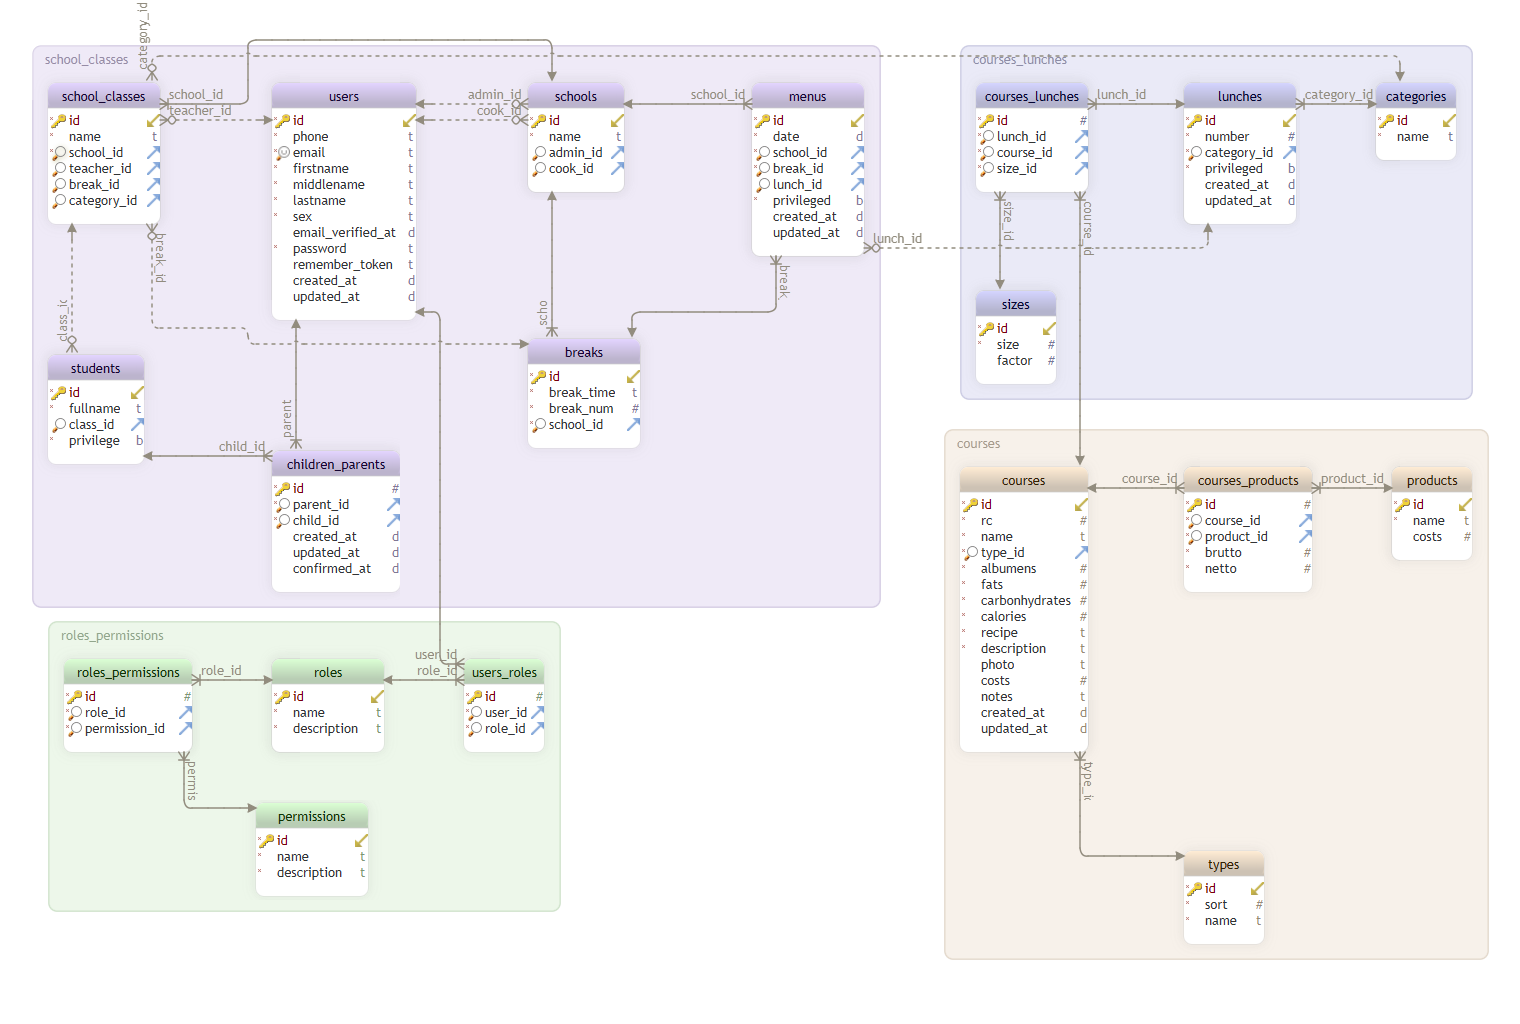 category_id
school_classes
school_classes
id
name t
school_id
teacher_id
break_id
category_id
school_id
teacher_id
users
id
phone t
email t
firstname t
middlename t
lastname t
sex t
email_verified_at d
password t
remember_token t
created_at d
updated_at d
admin_id
cook_id
schools
id
name t
admin_id
cook_id
school_id
menus
id
date d
school_id
break_id
lunch_id
privileged b
created_at d
updated_at d
lunch_id
break_id
class_ic
scho
break.
students
id
fullname t
class_id
privilege b
child_id
parent
children_parents
id #
parent_id
child_id
created_at d
updated_at d
confirmed_at d
breaks
id
break_time t
break_num #
school_id
courses_lunches
courses_lunches
id #
lunch_id
course_id
size_id
lunch_id
lunches
id
number #
category_id
privileged b
created_at d
updated_at d
category_id
categories
id
name t
size_id
course_id
sizes
id
size #
factor #
roles_permissions
roles_permissions
id #
role_id
permission_id
role_id
roles
id
name t
description t
user_id
role_id
users_roles
id #
user_id
role_id
permis
permissions
id
name t
description t
courses
courses
id
rc #
name t
type_id
albumens #
fats #
carbonhydrates #
calories #
recipe t
description t
photo t
costs #
notes t
created_at d
updated_at d
course_id
courses_products
id #
course_id
product_id
brutto #
netto #
product_id
products
id
name t
costs #
type_ic
types
id
sort #
name t